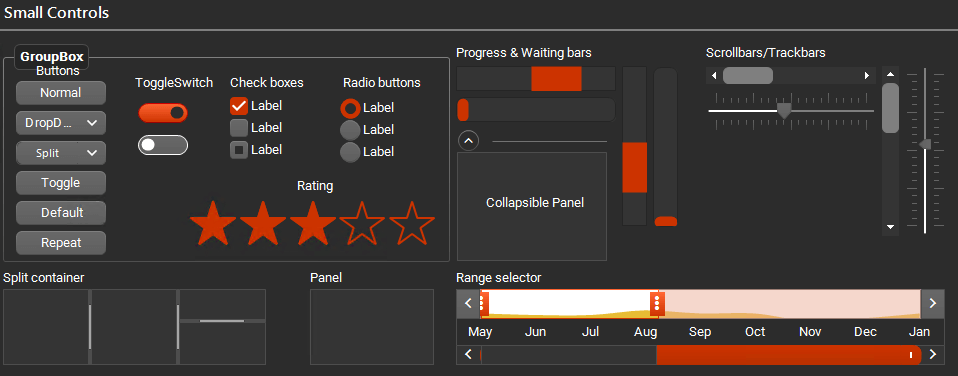 Small Controls
GroupBox
Buttons
Normal
DropD...
Split
Toggle
Default
Repeat
ToggleSwitch
Check boxes
Label
Label
Label
Radio buttons
Label
Label
Label
Rating
Progress & Waiting bars
Collapsible Panel
Scrollbars/Trackbars
Split container
Panel
Range selector
May Jun Jul Aug Sep Oct Nov Dec Jan